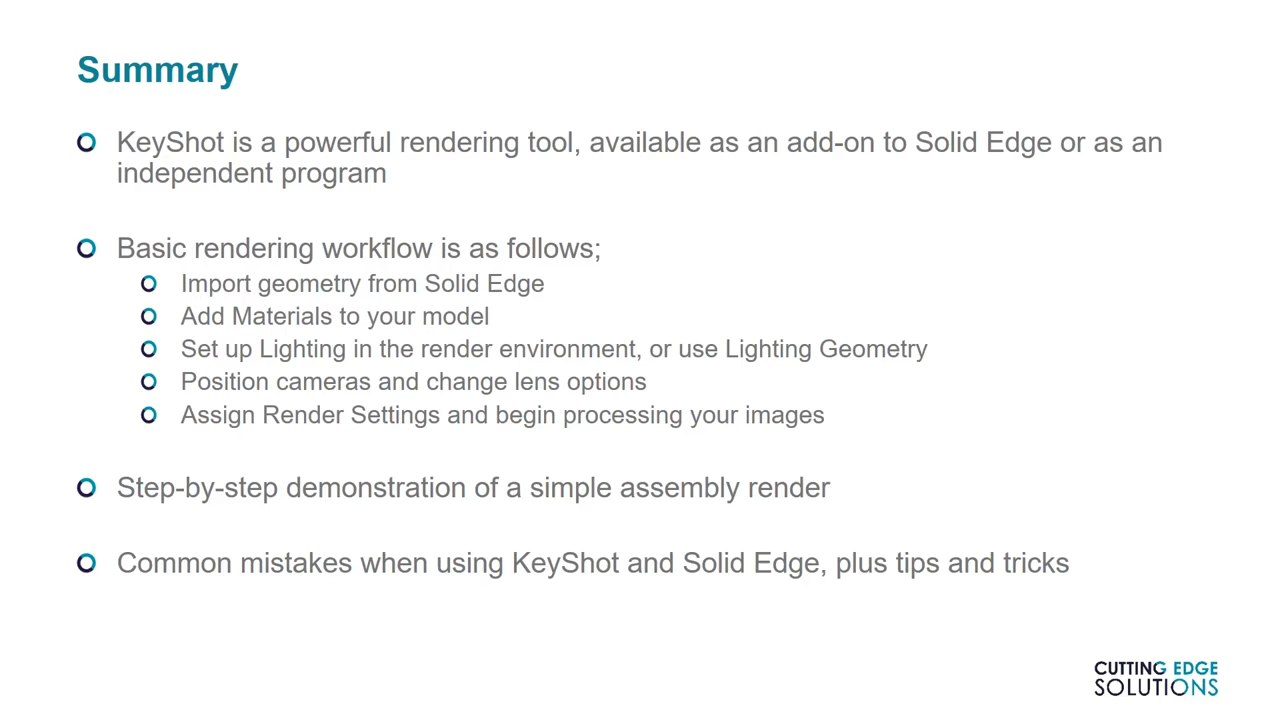 Summary
KeyShot is a powerful rendering tool, available as an add-on to Solid Edge or as an
independent program
Basic rendering workflow is as follows;
Import geometry from Solid Edge
Add Materials to your model
Set up Lighting in the render environment, or use Lighting Geometry
Position cameras and change lens options
Assign Render Settings and begin processing your images
Step-by-step demonstration of a simple assembly render
Common mistakes when using KeyShot and Solid Edge, plus tips and tricks
CUTTING EDGE
SOLUTIONS